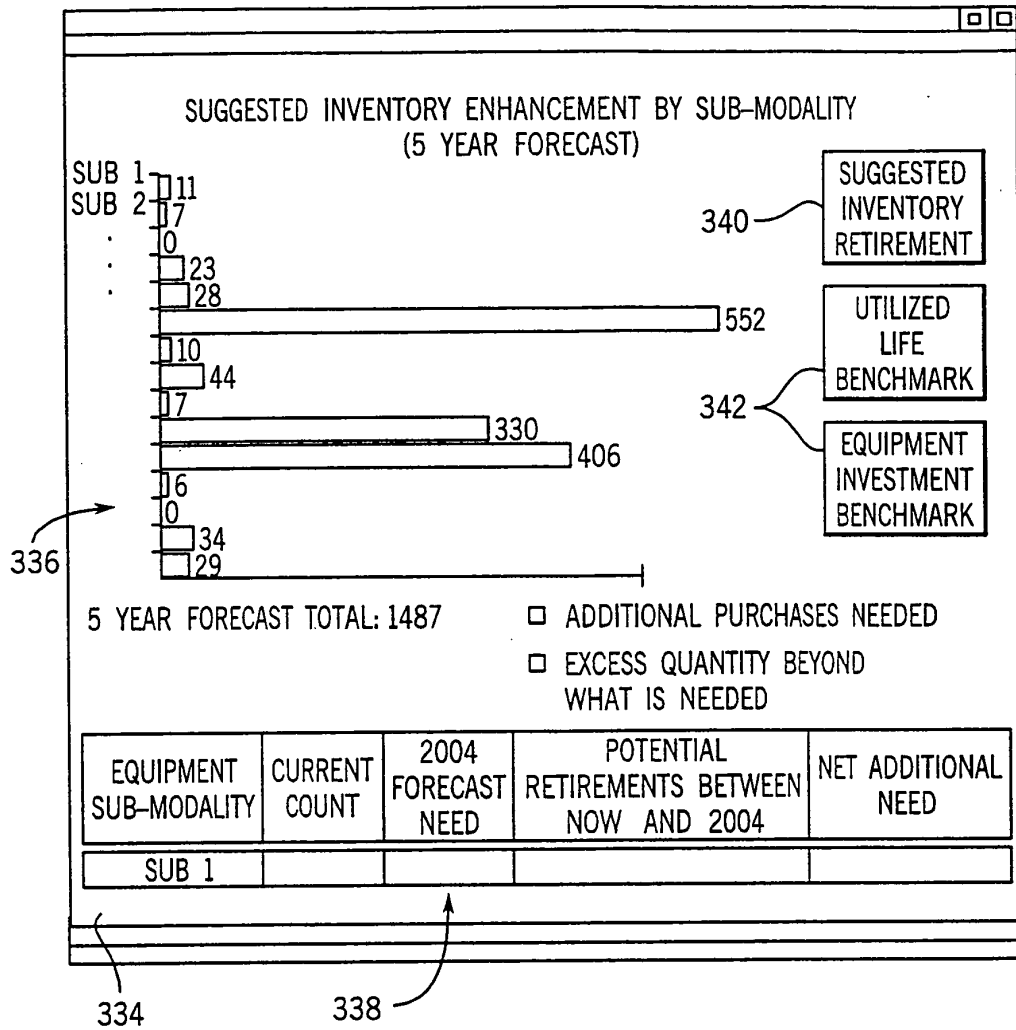 SUGGESTED INVENTORY ENHANCEMENT BY SUB-MODALITY
(5 YEAR FORECAST)
SUB 1
11
SUB 2
7
0
23
28
552
10
44
7
330
406
6
0
34
29
336
340
SUGGESTED
INVENTORY
RETIREMENT
342
UTILIZED
LIFE
BENCHMARK
EQUIPMENT
INVESTMENT
BENCHMARK
5 YEAR FORECAST TOTAL: 1487
ADDITIONAL PURCHASES NEEDED
EXCESS QUANTITY BEYOND
WHAT IS NEEDED
EQUIPMENT
SUB-MODALITY
CURRENT
COUNT
2004
FORECAST
NEED
POTENTIAL
RETIREMENTS BETWEEN
NOW AND 2004
NET ADDITIONAL
NEED
SUB 1
334
338